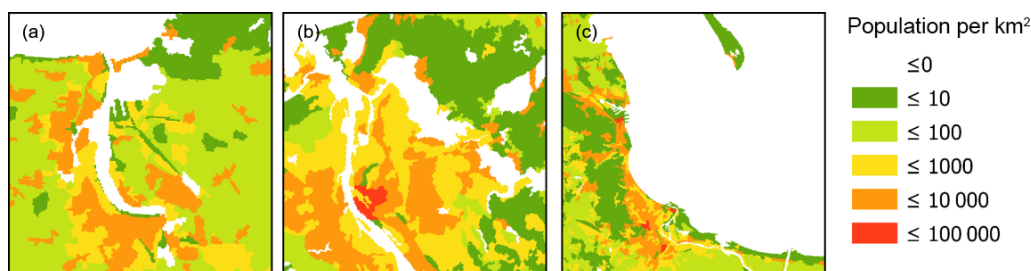 (a)
(b)
(c)
Population per km²
≤0
≤ 10
≤ 100
≤ 1000
≤ 10 000
≤ 100 000